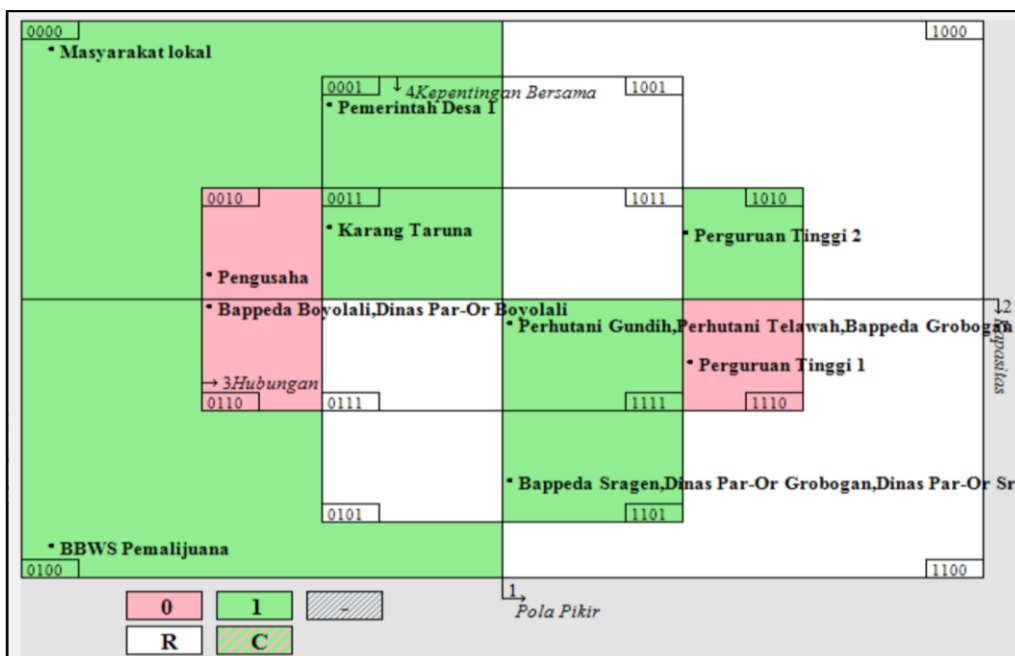 0000
1000
Masyarakat lokal
0001
4Kepentingan Bersama
1001
Pemerintah Desa 1
0010
0011
1011
1010
Karang Taruna
Perguruan Tinggi 2
Pengusaha
Bappeda Boyolali,Dinas Par-Or Boyolali
2
Kapasitas
Perhutani Gundih,Perhutani Telawah,Bappeda Grobogan
Perguruan Tinggi 1
3Hubungan
0110
0111
1111
1110
Bappeda Sragen,Dinas Par-Or Grobogan,Dinas Par-Or Sr
0101
1101
BBWS Pemalijuana
0100
1100
1
Pola Pikir
0
1
-
R
C